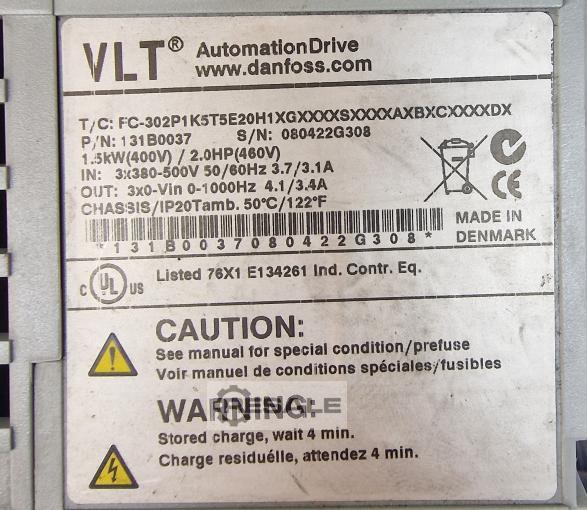 VLT® AutomationDrive
www.danfoss.com
T/C: FC-302P1K5T5E20H1XGXXXXSXXXXAXBXCXXXXDX
P/N: 131B0037 S/N: 080422G308
1.5kW(400V) / 2.0HP(460V)
IN: 3x380-500V 50/60Hz 3.7/3.1A
OUT: 3x0-Vin 0-1000Hz 4.1/3.4A
CHASSIS/IP20Tamb. 50°C/122°F
*131B0037080422G308*
MADE IN
DENMARK
c UL us Listed 76X1 E134261 Ind. Contr. Eq.
CAUTION:
See manual for special condition/prefuse
Voir manuel de conditions spéciales/fusibles
WARNING:
Stored charge, wait 4 min.
Charge residuélle, attendez 4 min.